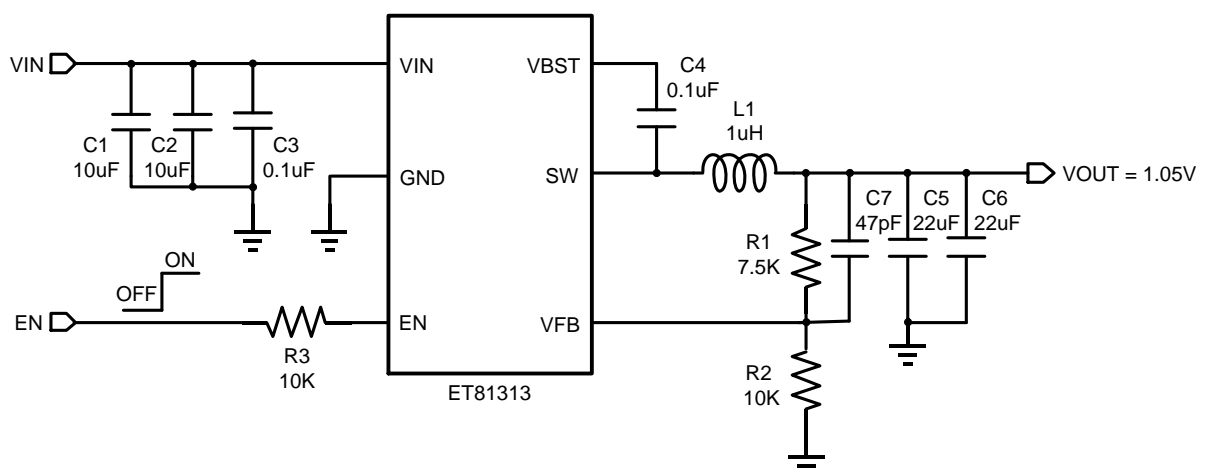 VIN
C1
10uF
C2
10uF
C3
0.1uF
VIN
GND
EN
VBST
SW
VFB
ET81313
C4
0.1uF
L1
1uH
VOUT = 1.05V
R1
7.5K
C7
47pF
C5
22uF
C6
22uF
R2
10K
ON
OFF
EN
R3
10K